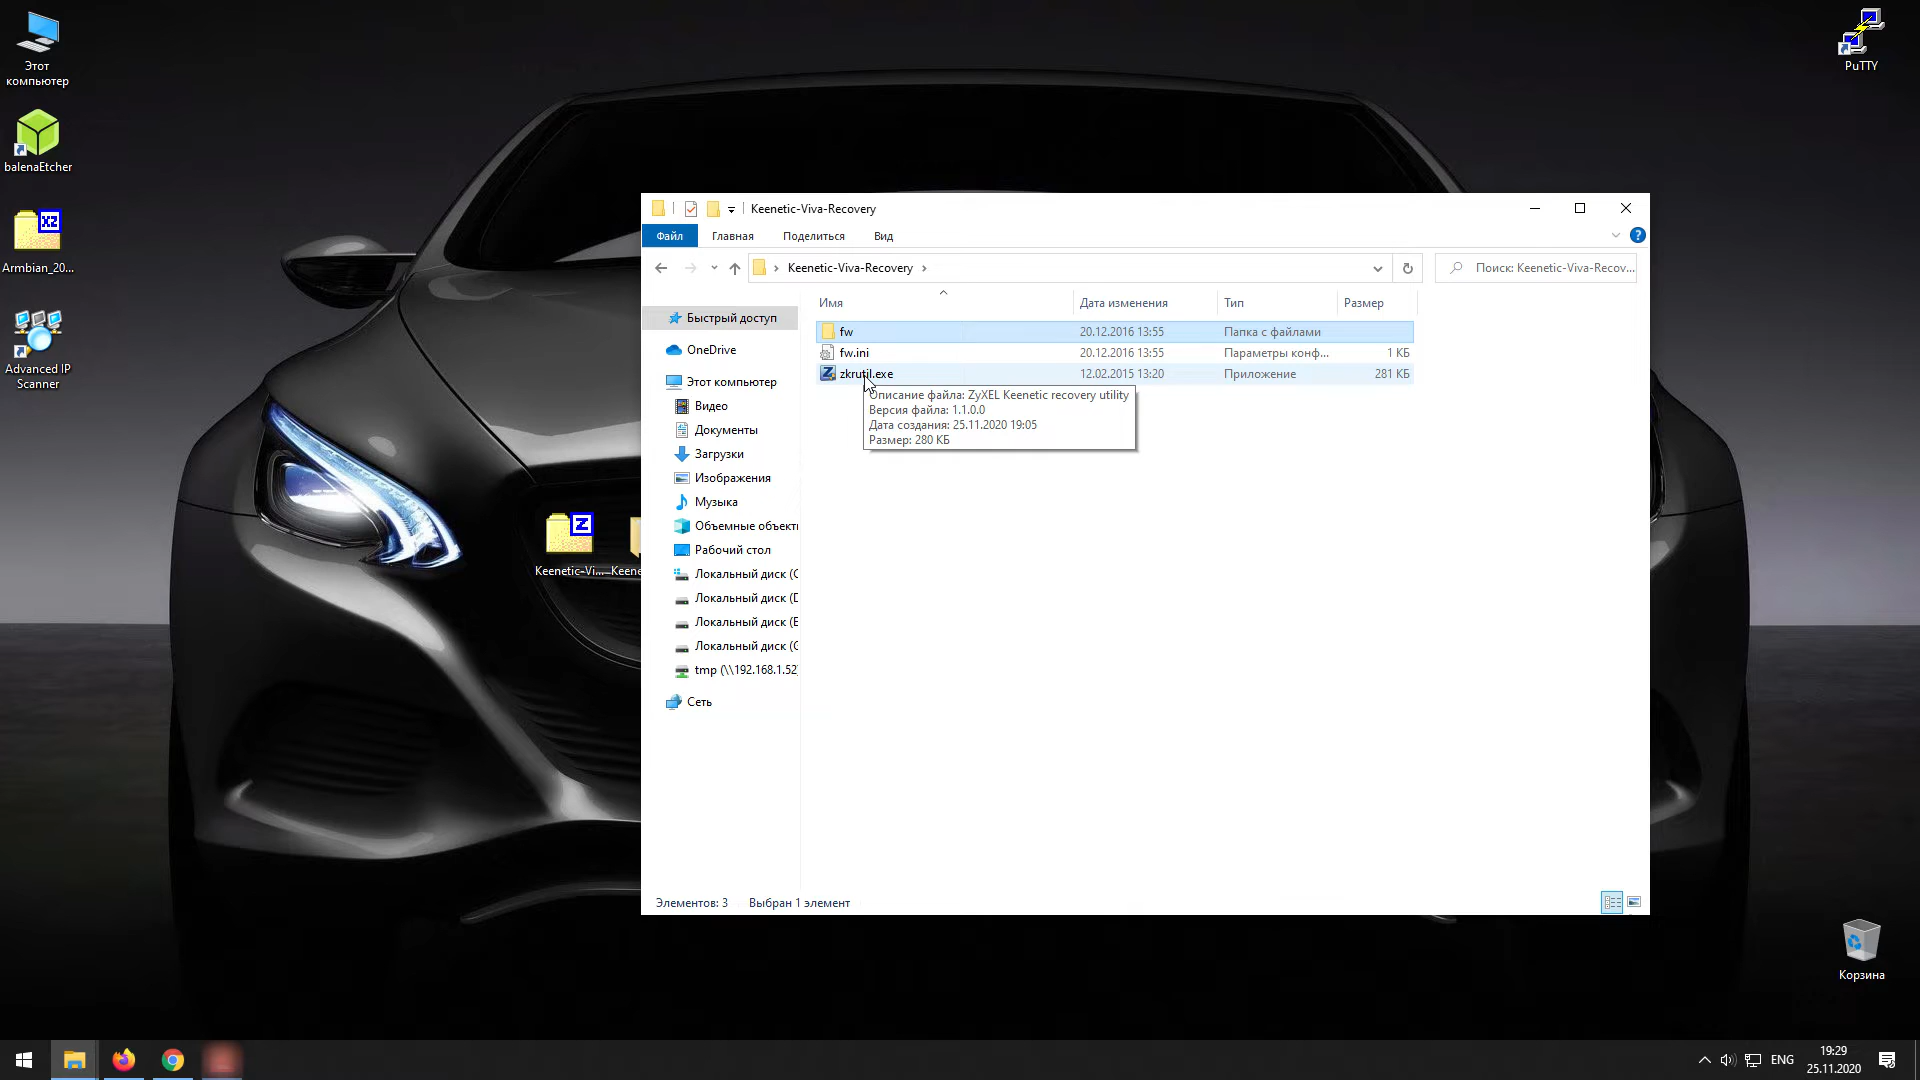 Этот
компьютер
balenaEtcher
Armbian_20...
Advanced IP
Scanner
PuTTY
Keenetic-Vi...
Keene
Keenetic-Viva-Recovery
Файл
Главная
Поделиться
Вид
Keenetic-Viva-Recovery
Поиск: Keenetic-Viva-Recov...
Имя
Дата изменения
Тип
Размер
fw
20.12.2016 13:55
Папка с файлами
fw.ini
20.12.2016 13:55
Параметры конф...
1 КБ
zkrutil.exe
12.02.2015 13:20
Приложение
281 КБ
Описание файла: ZyXEL Keenetic recovery utility
Версия файла: 1.1.0.0
Дата создания: 25.11.2020 19:05
Размер: 280 КБ
Быстрый доступ
OneDrive
Этот компьютер
Видео
Документы
Загрузки
Изображения
Музыка
Объемные объект
Рабочий стол
Локальный диск (C
Локальный диск (D
Локальный диск (E
Локальный диск (G
tmp (\\192.168.1.52
Сеть
Элементов: 3
Выбран 1 элемент
Корзина
ENG
19:29
25.11.2020